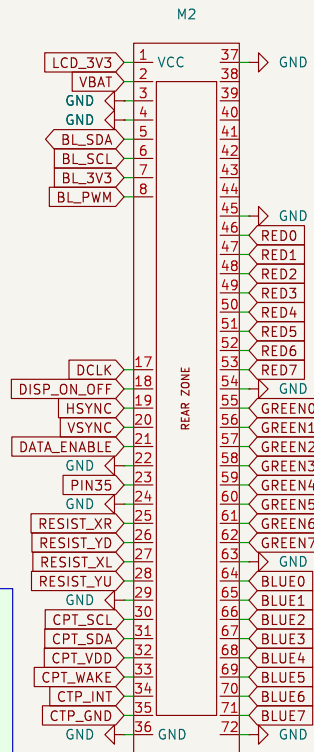 M2
LCD_3V3 1 VCC 37 GND
VBAT 2 38
GND 3 39
GND 4 40
BL_SDA 5 41
BL_SCL 6 42
BL_3V3 7 43
BL_PWM 8 44
45 GND
46 RED0
47 RED1
48 RED2
49 RED3
50 RED4
51 RED5
52 RED6
DCLK 17 53 RED7
DISP_ON_OFF 18 54 GND
HSYNC 19 55 GREEN0
VSYNC 20 56 GREEN1
DATA_ENABLE 21 57 GREEN2
GND 22 58 GREEN3
PIN35 23 59 GREEN4
GND 24 60 GREEN5
RESIST_XR 25 61 GREEN6
RESIST_YD 26 62 GREEN7
RESIST_XL 27 63 GND
RESIST_YU 28 64 BLUE0
GND 29 65 BLUE1
CPT_SCL 30 66 BLUE2
CPT_SDA 31 67 BLUE3
CPT_VDD 32 68 BLUE4
CPT_WAKE 33 69 BLUE5
CTP_INT 34 70 BLUE6
CTP_GND 35 71 BLUE7
GND 36 GND 72 GND
REAR ZONE